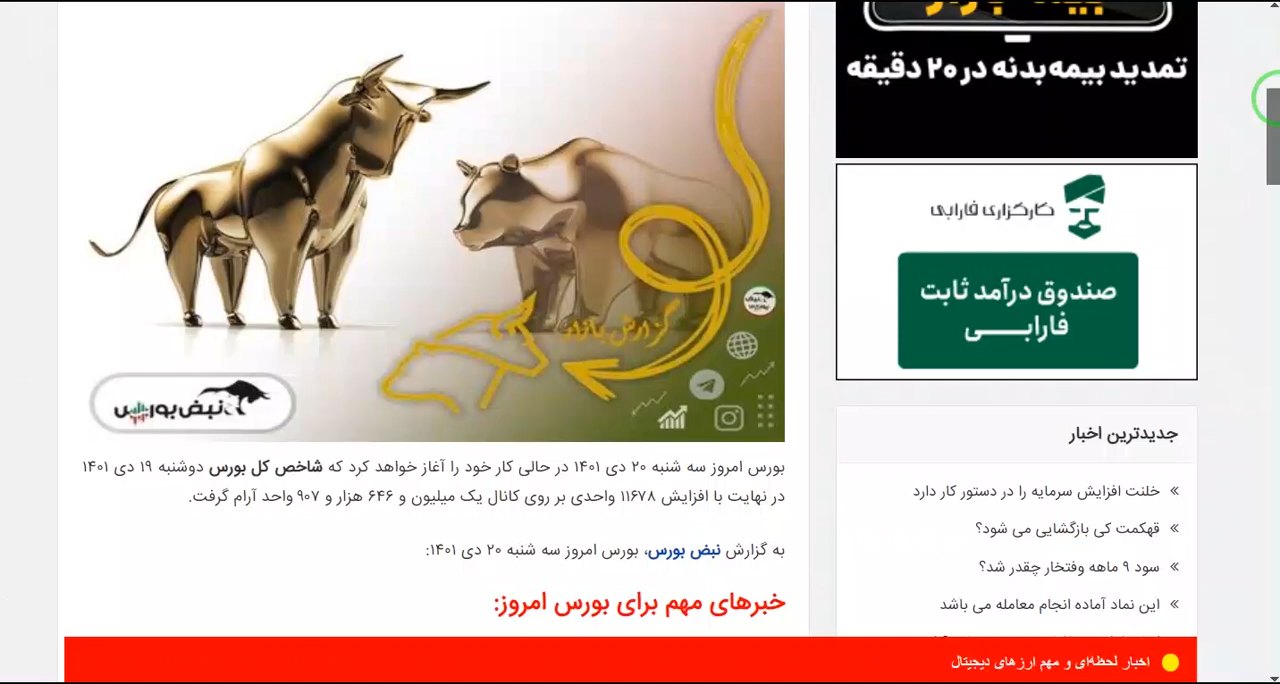 تمدید بیمه‌بدنه در ۲۰ دقیقه
کارگزاری فارابی
صندوق درآمد ثابت
فارابـــــی
گزارش بازار
نبض بورس
بورس امروز سه شنبه ۲۰ دی ۱۴۰۱ در حالی کار خود را آغاز خواهد کرد که شاخص کل بورس دوشنبه ۱۹ دی ۱۴۰۱
در نهایت با افزایش ۱۱۶۷۸ واحدی بر روی کانال یک میلیون و ۶۴۶ هزار و ۹۰۷ واحد آرام گرفت.
به گزارش نبض بورس، بورس امروز سه شنبه ۲۰ دی ۱۴۰۱:
خبرهای مهم برای بورس امروز:
جدیدترین اخبار
» خلنت افزایش سرمایه را در دستور کار دارد
» قهکمت کی بازگشایی می شود؟
» سود ۹ ماهه وفتخار چقدر شد؟
» این نماد آماده انجام معامله می باشد
اخبار لحظه‌ای و مهم ارزهای دیجیتال